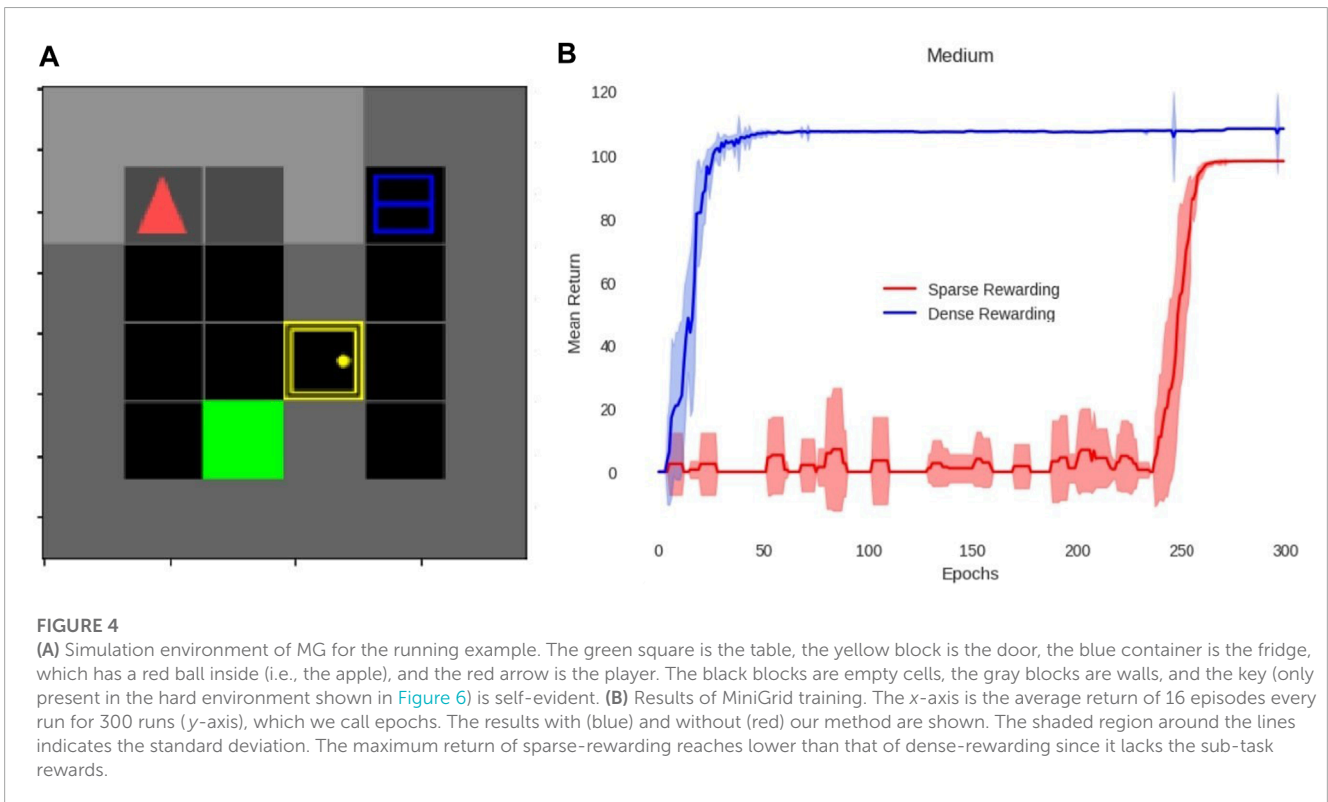 A
B
Medium
120
100
80
60
40
20
0
Mean Return
Sparse Rewarding
Dense Rewarding
0 50 100 150 200 250 300
Epochs
FIGURE 4
(A) Simulation environment of MG for the running example. The green square is the table, the yellow block is the door, the blue container is the fridge,
which has a red ball inside (i.e., the apple), and the red arrow is the player. The black blocks are empty cells, the gray blocks are walls, and the key (only
present in the hard environment shown in Figure 6) is self-evident. (B) Results of MiniGrid training. The x-axis is the average return of 16 episodes every
run for 300 runs (y-axis), which we call epochs. The results with (blue) and without (red) our method are shown. The shaded region around the lines
indicates the standard deviation. The maximum return of sparse-rewarding reaches lower than that of dense-rewarding since it lacks the sub-task
rewards.